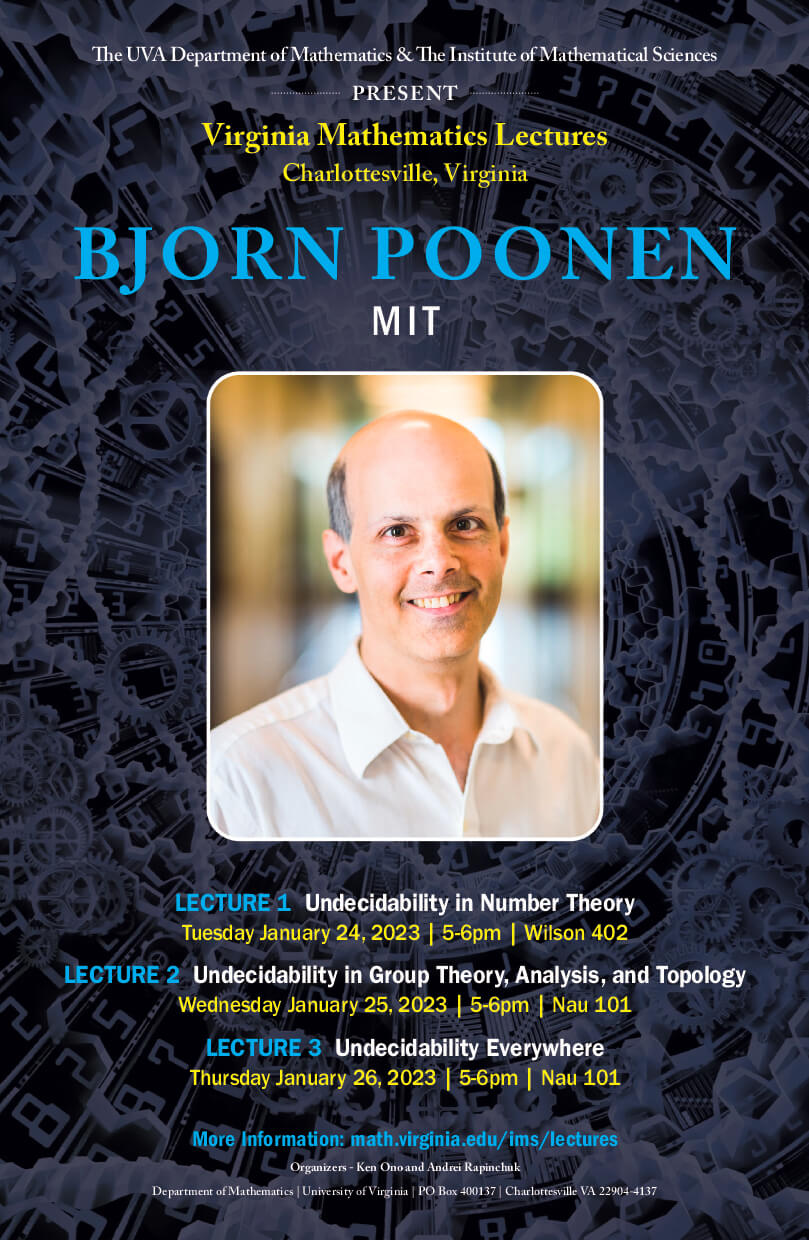 The UVA Department of Mathematics & The Institute of Mathematical Sciences
PRESENT
Virginia Mathematics Lectures
Charlottesville, Virginia
BJORN POONEN
MIT
LECTURE 1 Undecidability in Number Theory
Tuesday January 24, 2023 | 5-6pm | Wilson 402
LECTURE 2 Undecidability in Group Theory, Analysis, and Topology
Wednesday January 25, 2023 | 5-6pm | Nau 101
LECTURE 3 Undecidability Everywhere
Thursday January 26, 2023 | 5-6pm | Nau 101
More Information: math.virginia.edu/ims/lectures
Organizers - Ken Ono and Andrei Rapinchuk
Department of Mathematics | University of Virginia | PO Box 400137 | Charlottesville VA 22904-4137